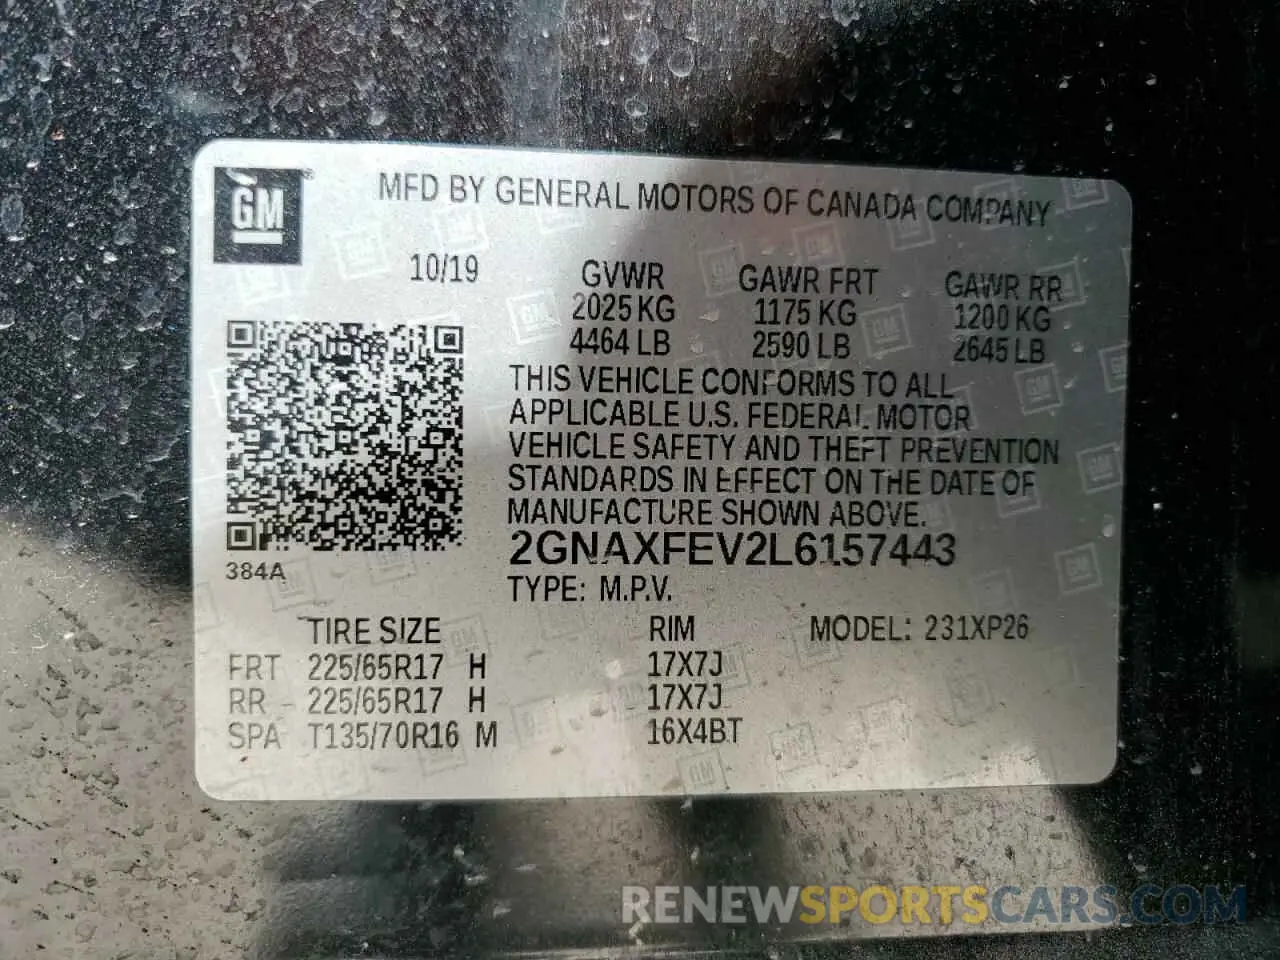 GM
MFD BY GENERAL MOTORS OF CANADA COMPANY
10/19 GVWR GAWR FRT GAWR RR
2025 KG 1175 KG 1200 KG
4464 LB 2590 LB 2645 LB
THIS VEHICLE CONFORMS TO ALL
APPLICABLE U.S. FEDERAL MOTOR
VEHICLE SAFETY AND THEFT PREVENTION
STANDARDS IN EFFECT ON THE DATE OF
MANUFACTURE SHOWN ABOVE.
2GNAXFEV2L6157443
384A
TYPE: M.P.V.
TIRE SIZE RIM MODEL: 231XP26
FRT 225/65R17 H 17X7J
RR 225/65R17 H 17X7J
SPA T135/70R16 M 16X4BT
RENEWSPORTSCARS.COM